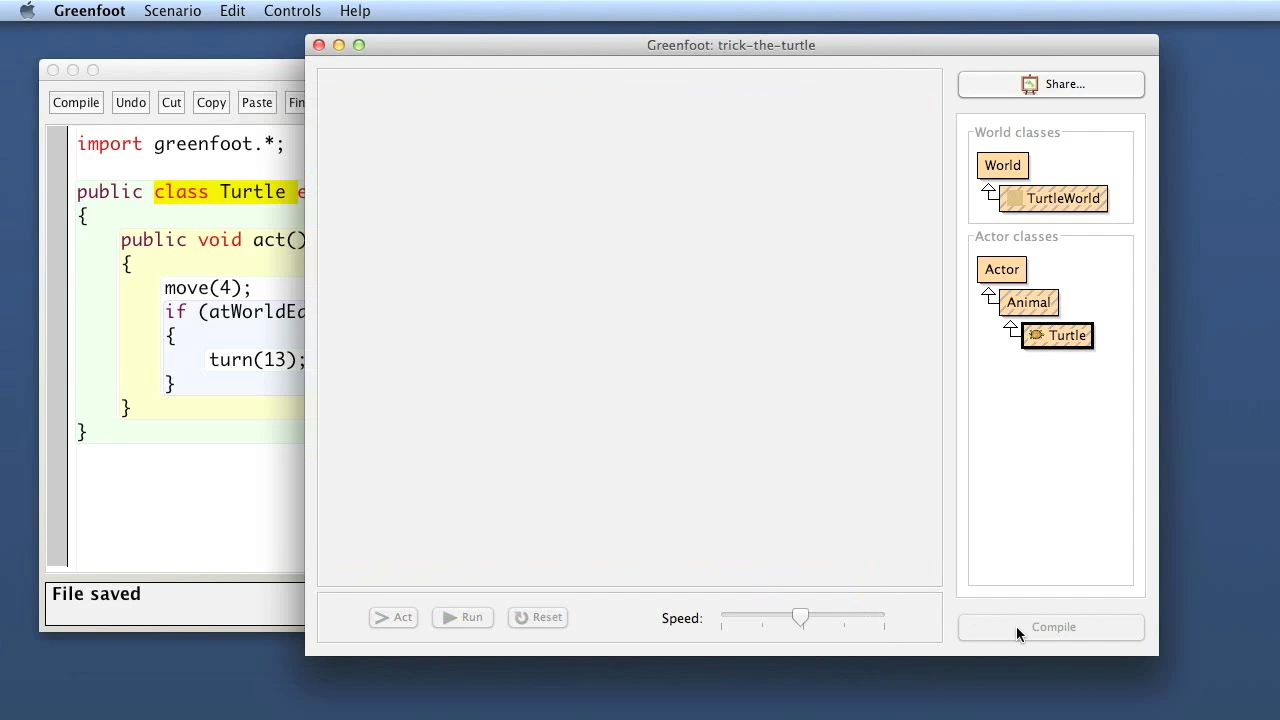 Greenfoot Scenario Edit Controls Help
Greenfoot: trick-the-turtle
Compile Undo Cut Copy Paste Fin
import greenfoot.*;
public class Turtle e
{
public void act()
{
move(4);
if (atWorldEd
{
turn(13);
}
}
}
File saved
Share...
World classes
World
TurtleWorld
Actor classes
Actor
Animal
Turtle
Act Run Reset Speed:
Compile